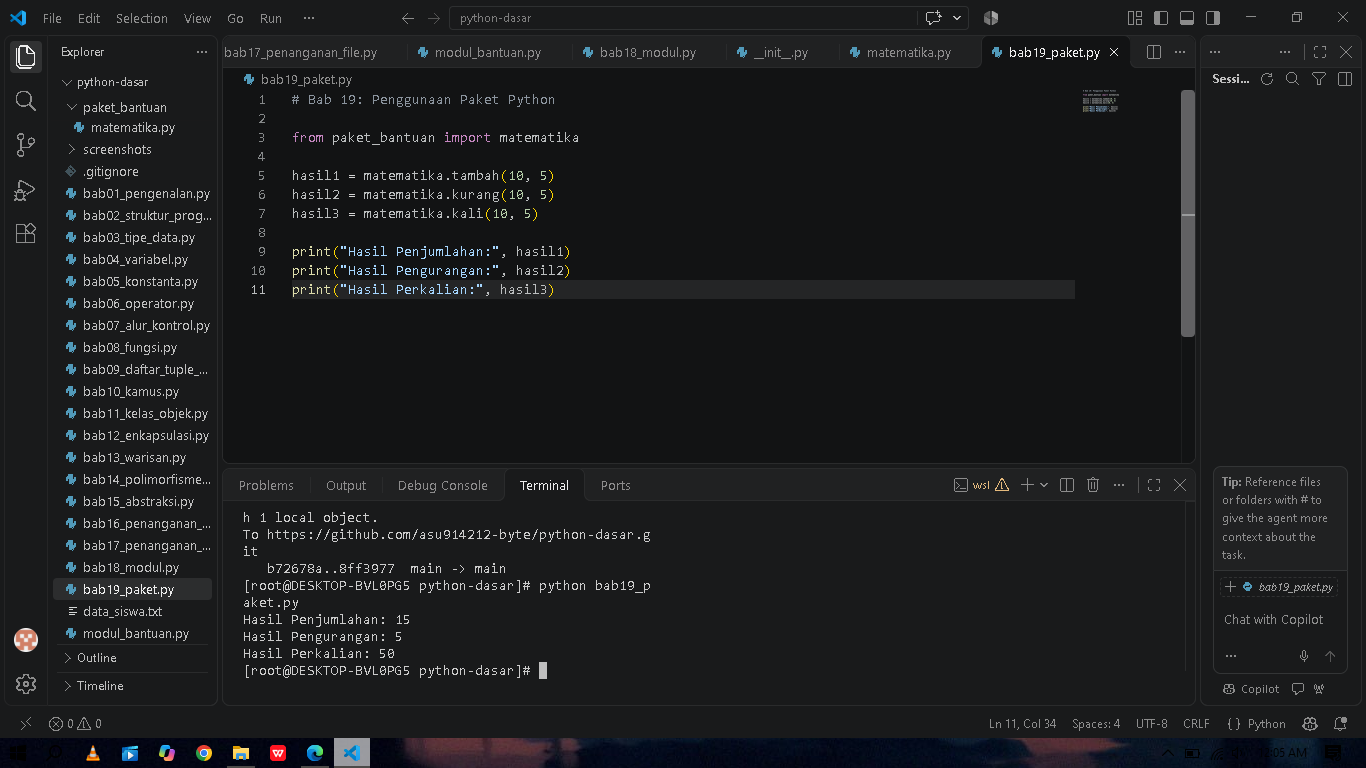 File Edit Selection View Go Run ···
python-dasar
Explorer ···
python-dasar
paket_bantuan
matematika.py
screenshots
.gitignore
bab01_pengenalan.py
bab02_struktur_prog...
bab03_tipe_data.py
bab04_variabel.py
bab05_konstanta.py
bab06_operator.py
bab07_alur_kontrol.py
bab08_fungsi.py
bab09_daftar_tuple_...
bab10_kamus.py
bab11_kelas_objek.py
bab12_enkapsulasi.py
bab13_warisan.py
bab14_polimorfisme...
bab15_abstraksi.py
bab16_penanganan_...
bab17_penanganan_...
bab18_modul.py
bab19_paket.py
data_siswa.txt
modul_bantuan.py
Outline
Timeline
bab17_penanganan_file.py modul_bantuan.py bab18_modul.py __init_.py matematika.py bab19_paket.py
bab19_paket.py
1 # Bab 19: Penggunaan Paket Python
2
3 from paket_bantuan import matematika
4
5 hasil1 = matematika.tambah(10, 5)
6 hasil2 = matematika.kurang(10, 5)
7 hasil3 = matematika.kali(10, 5)
8
9 print("Hasil Penjumlahan:", hasil1)
10 print("Hasil Pengurangan:", hasil2)
11 print("Hasil Perkalian:", hasil3)
Problems Output Debug Console Terminal Ports
wsl
h 1 local object.
To https://github.com/asu914212-byte/python-dasar.g
it
b72678a..8ff3977 main -> main
[root@DESKTOP-BVL0PG5 python-dasar]# python bab19_p
aket.py
Hasil Penjumlahan: 15
Hasil Pengurangan: 5
Hasil Perkalian: 50
[root@DESKTOP-BVL0PG5 python-dasar]#
Sessi...
Tip: Reference files
or folders with # to
give the agent more
context about the
task.
bab19_paket.py
Chat with Copilot
Copilot
0 0
Ln 11, Col 34 Spaces: 4 UTF-8 CRLF {} Python